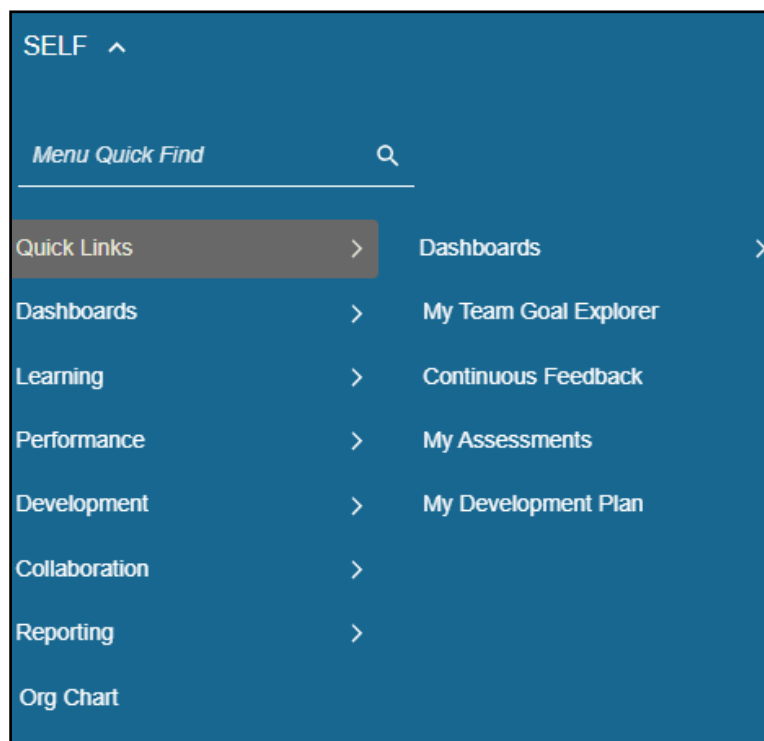 SELF
Menu Quick Find
Quick Links
Dashboards
Learning
Performance
Development
Collaboration
Reporting
Org Chart
Dashboards
My Team Goal Explorer
Continuous Feedback
My Assessments
My Development Plan